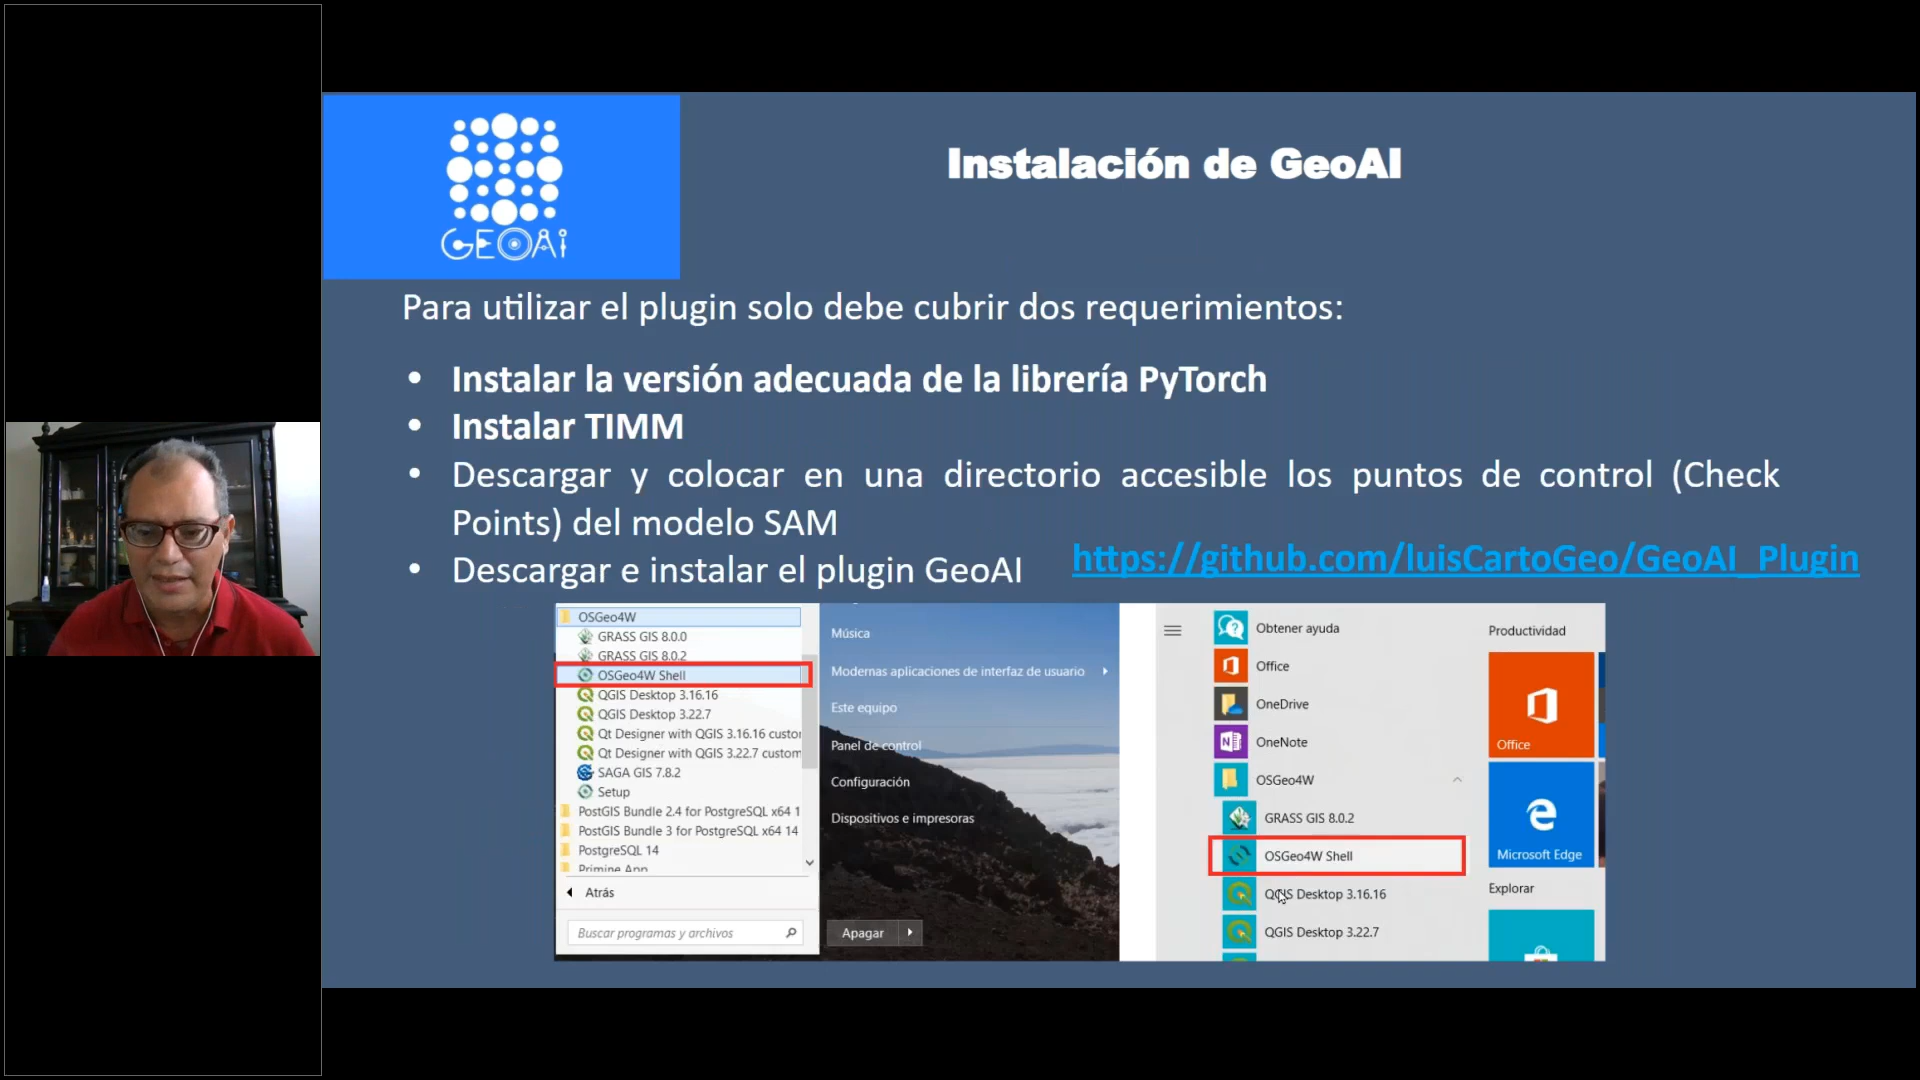 GEOAi
Instalación de GeoAI
Para utilizar el plugin solo debe cubrir dos requerimientos:
• Instalar la versión adecuada de la librería PyTorch
• Instalar TIMM
• Descargar y colocar en una directorio accesible los puntos de control (Check
Points) del modelo SAM
• Descargar e instalar el plugin GeoAI
https://github.com/luisCartoGeo/GeoAI_Plugin
OSGeo4W
GRASS GIS 8.0.0
GRASS GIS 8.0.2
OSGeo4W Shell
QGIS Desktop 3.16.16
QGIS Desktop 3.22.7
Qt Designer with QGIS 3.16.16 custo
Qt Designer with QGIS 3.22.7 custom
SAGA GIS 7.8.2
Setup
PostGIS Bundle 2.4 for PostgreSQL x64 1
PostGIS Bundle 3 for PostgreSQL x64 14
PostgreSQL 14
Primine App
Atrás
Buscar programas y archivos
Música
Modernas aplicaciones de interfaz de usuario
Este equipo
Panel de control
Configuración
Dispositivos e impresoras
Apagar
Obtener ayuda
Office
OneDrive
OneNote
OSGeo4W
GRASS GIS 8.0.2
OSGeo4W Shell
QGIS Desktop 3.16.16
QGIS Desktop 3.22.7
Productividad
Office
Microsoft Edge
Explorar